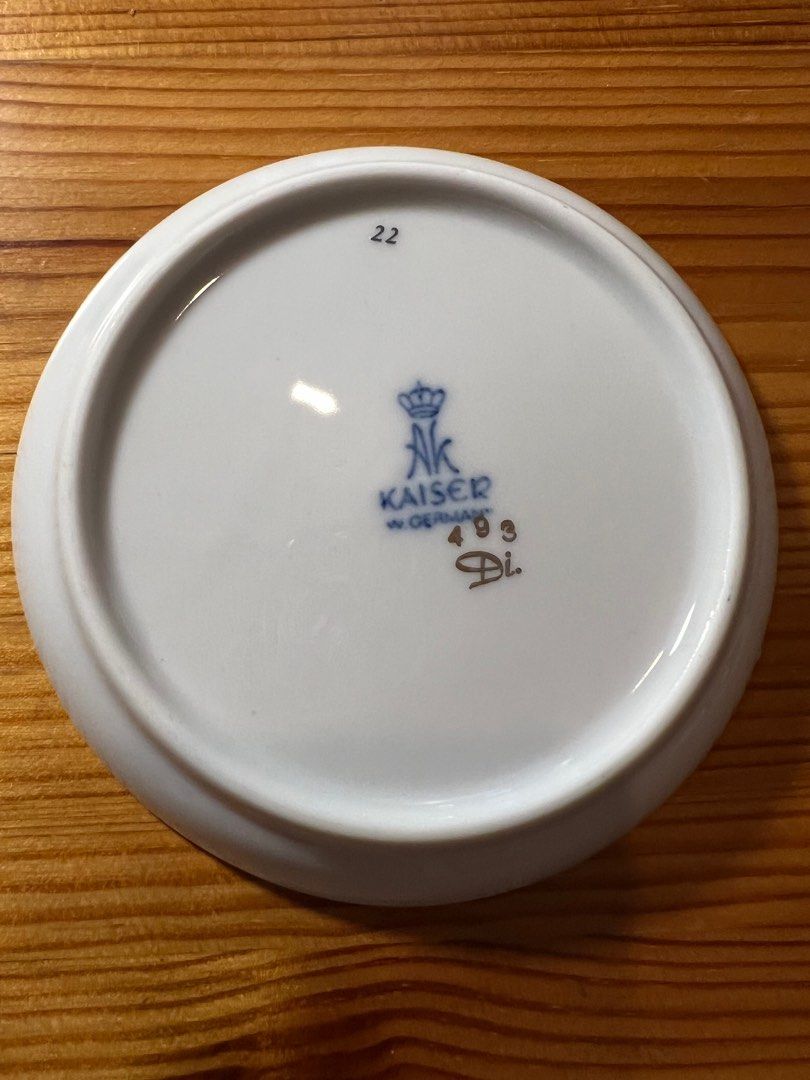 22
AK
KAISER
W. GERMANY
493
Di.